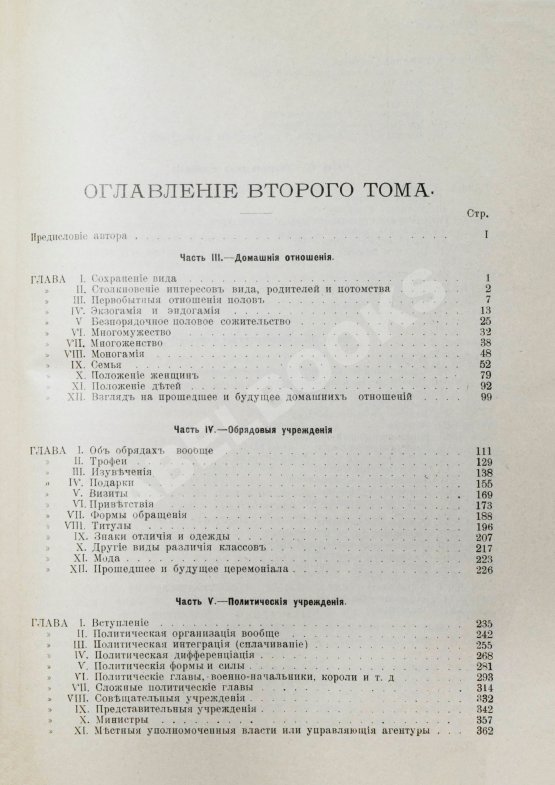 ОГЛАВЛЕНІЕ ВТОРОГО ТОМА.
Стр.
Предисловіе автора . . . . . I
Часть III.—Домашнія отношенія.
ГЛАВА I. Сохраненіе вида . . . . . 1
» II. Столкновеніе интересовъ вида, родителей и потомства . . . . . 2
» III. Первобытныя отношенія половъ . . . . . 7
» IV. Экзогамія и эндогамія . . . . . 13
» V Безпорядочное половое сожительство . . . . . 25
» VI. Многомужество . . . . . 32
» VII. Многоженство . . . . . 38
» VIII. Моногамія . . . . . 48
» IX. Семья . . . . . 52
» X. Положеніе женщинъ . . . . . 79
» XI. Положеніе дѣтей . . . . . 92
» XII. Взглядъ на прошедшее и будущее домашнихъ отношеній . . . . . 99
Часть IV.—Обрядовыя учрежденія
ГЛАВА I. Объ обрядахъ вообще . . . . . 111
» II. Трофеи . . . . . 129
» III. Изувѣченія . . . . . 138
» IV. Подарки . . . . . 155
» V. Визиты . . . . . 169
» VI. Привѣтствія . . . . . 173
» VII. Формы обращенія . . . . . 188
» VIII. Титулы . . . . . 196
» IX. Знаки отличія и одежды . . . . . 207
» X. Другіе виды различія классовъ . . . . . 217
» XI. Мода . . . . . 223
» XII. Прошедшее и будущее церемоніала . . . . . 226
Часть V.—Политическія учрежденія.
ГЛАВА I. Вступленіе . . . . . 235
» II. Политическая организація вообще . . . . . 242
» III. Политическая интеграція (сплачиваніе) . . . . . 255
» IV. Политическая дифференціація . . . . . 268
» V. Политическія формы и силы . . . . . 281
» VI. Политическіе главы, военно-начальники, короли и т. д . . . . . 293
» VII. Сложные политическіе главы . . . . . 314
» VIII. Совѣщательныя учрежденія . . . . . 332
» IX. Представительныя учрежденія . . . . . 342
» X. Министры . . . . . 357
» XI. Мѣстныя уполномоченныя власти или управляющія агентуры . . . . . 362